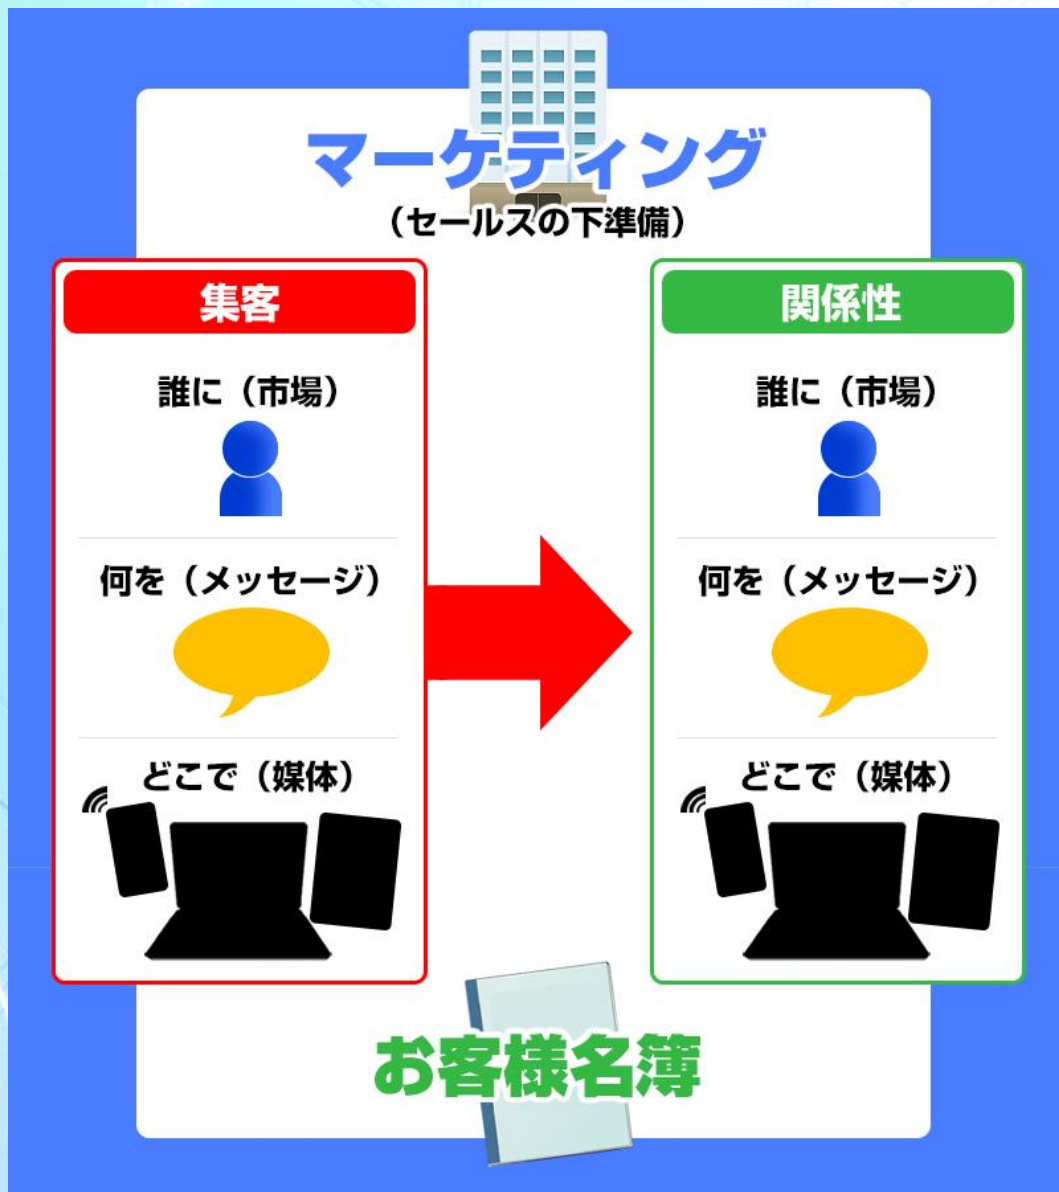 マーケティング
（セールスの下準備）
集客
誰に（市場）
何を（メッセージ）
どこで（媒体）
関係性
誰に（市場）
何を（メッセージ）
どこで（媒体）
お客様名簿